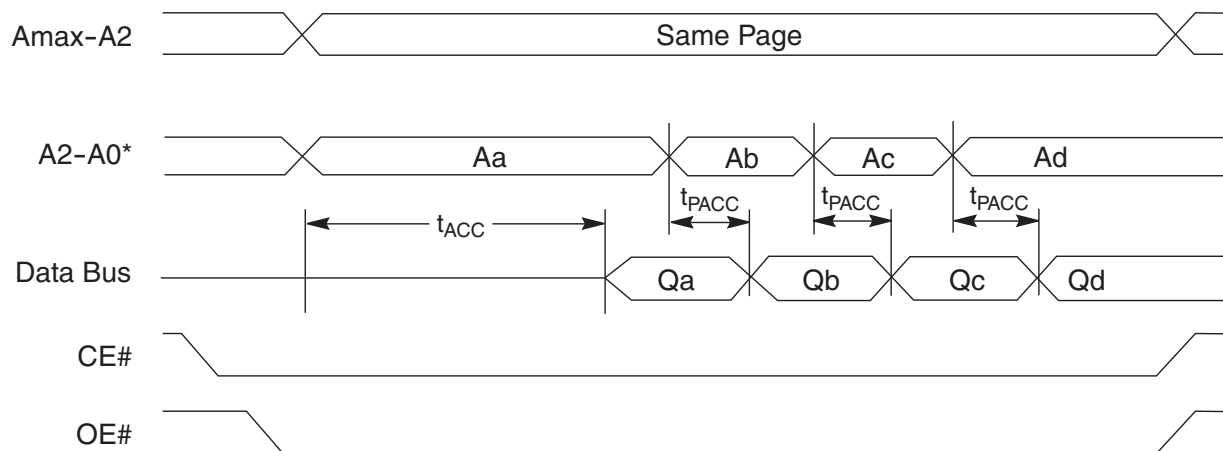 Amax-A2 Same Page
A2-A0* Aa Ab Ac Ad
tACC tPACC tPACC tPACC
Data Bus Qa Qb Qc Qd
CE#
OE#